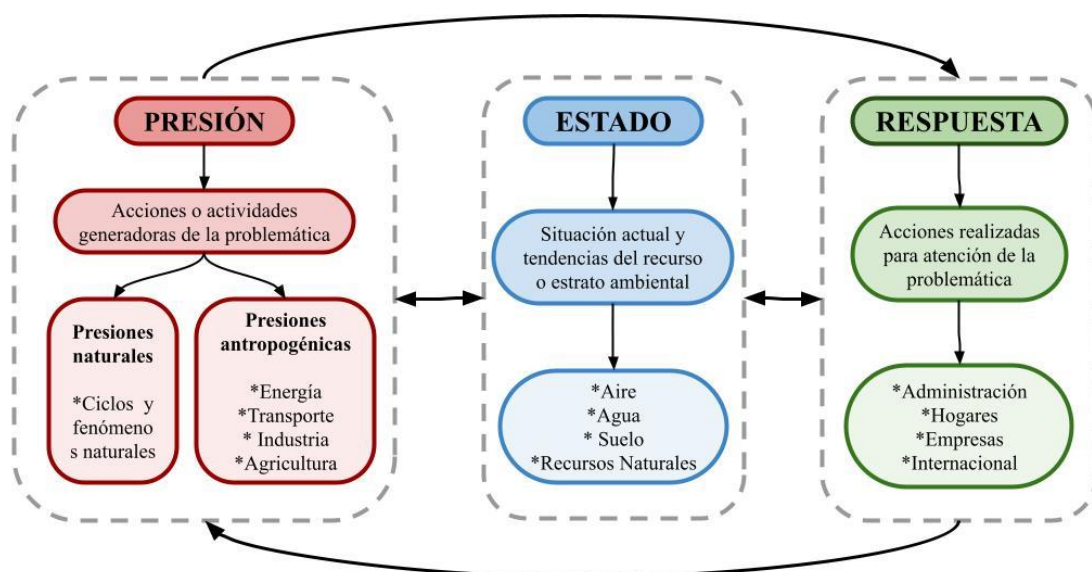 PRESIÓN
Acciones o actividades
generadoras de la problemática
Presiones
naturales
*Ciclos y
fenómeno
s naturales
Presiones
antropogénicas
*Energía
*Transporte
* Industria
*Agricultura
ESTADO
Situación actual y
tendencias del recurso
o estrato ambiental
*Aire
*Agua
* Suelo
*Recursos Naturales
RESPUESTA
Acciones realizadas
para atención de la
problemática
*Administración
*Hogares
*Empresas
*Internacional